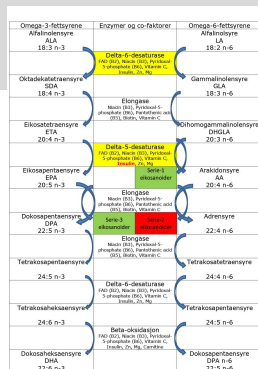 Omega-3-fettsyrene Enzymer og co-faktorer Omega-6-fettsyrene
Alfalinolensyre Alfalinolsyre
ALA LA
18:3 n-3 18:2 n-6
Delta-6-desaturase
FAD (B2), Niacin (B3), Pyridoxal-
5-phosphate (B6), Vitamin C,
Insulin, Zn, Mg
Oktadekatetraensyre Gammalinolensyre
SDA GLA
18:4 n-3 18:3 n-6
Elongase
Niacin (B3), Pyridoxal-5-
phosphate (B6), Pantothenic acid
(B5), Biotin, Vitamin C
Eikosatetraensyre Dihomogammalinolensyre
ETA DHGLA
20:4 n-3 20:3 n-6
Delta-5-desaturase
FAD (B2), Niacin (B3), Pyridoxal-
5-phosphate (B6), Vitamin C,
Insulin, Zn, Mg
Eikosapentaensyre Serie-1 Arakidonsyre
EPA eikosanoider AA
20:5 n-3 20:4 n-6
Elongase
Niacin (B3), Pyridoxal-5-
phosphate (B6), Pantothenic acid
(B5), Biotin, Vitamin C
Dokosapentaensyre Serie-3 Adrensyre
DPA eikosanoider
22:5 n-3 22:4 n-6
Elongase
Niacin (B3), Pyridoxal-5-
phosphate (B6), Pantothenic acid
(B5), Biotin, Vitamin C
Tetrakosapentaensyre Tetrakosatetraensyre
24:5 n-3 24:4 n-6
Delta-6-desaturase
FAD (B2), Niacin (B3), Pyridoxal-
5-phosphate (B6), Vitamin C,
Insulin, Zn, Mg
Tetrakosaheksaensyre Tetrakosapentaensyre
24:6 n-3 24:5 n-6
Beta-oksidasjon
FAD (B2), Niacin (B3), Pyridoxal-
5-phosphate (B6), Vitamin C,
Insulin, Zn, Mg, Carnitine
Dokosaheksaensyre Dokosapentaensyre
DHA DPA n-6
22:6 n-3 22:5 n-6